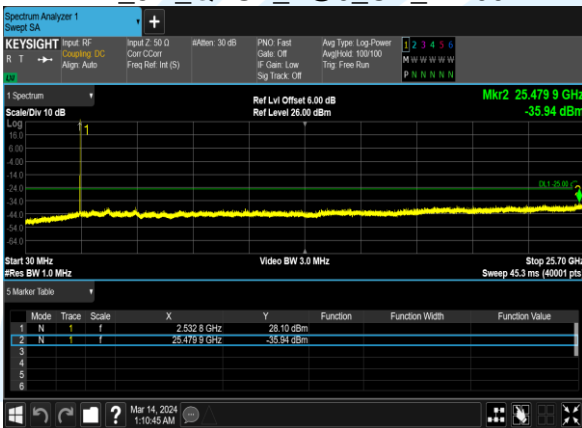 Spectrum Analyzer 1
Swept SA
+
KEYSIGHT Input: RF Input Z: 50 Ω #Atten: 30 dB PNO: Fast Avg Type: Log-Power 1 2 3 4 5 6
R T Coupling: DC Corr CCorr Gate: Off Avg|Hold: 100/100 M W W W W W
Align: Auto Freq Ref: Int (S) IF Gain: Low Trig: Free Run
LW Sig Track: Off P N N N N N
1 Spectrum Ref Lvl Offset 6.00 dB Mkr2 25.479 9 GHz
Scale/Div 10 dB Ref Level 26.00 dBm -35.94 dBm
Log
16.0
6.00
-4.00
-14.0
-24.0
-34.0
-44.0
-54.0
-64.0
1
DL1 -25.00
2
Start 30 MHz Video BW 3.0 MHz Stop 25.70 GHz
#Res BW 1.0 MHz Sweep 45.3 ms (40001 pts
5 Marker Table
Mode Trace Scale X Y Function Function Width Function Value
1 N 1 f 2.532 8 GHz 28.10 dBm
2 N 1 f 25.479 9 GHz -35.94 dBm
3
4
5
6
? Mar 14, 2024
1:10:45 AM